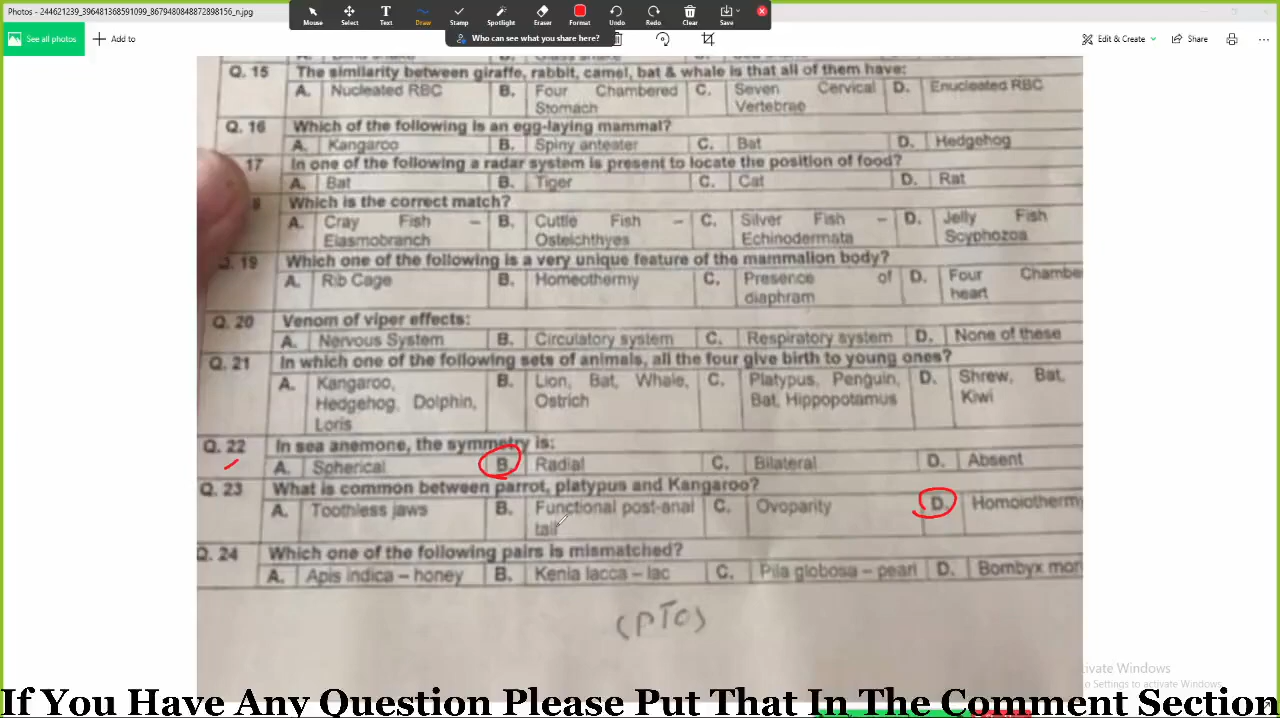 Photos - 244621239_396481368591099_8679480848872898156_n.jpg
Mouse Select Text Draw Stamp Spotlight Eraser Format Undo Redo Clear Save
Who can see what you share here?
See all photos Add to Edit & Create Share
Q. 15 The similarity between giraffe, rabbit, camel, bat & whale is that all of them have:
A. Nucleated RBC B. Four Chambered C. Seven Cervical D. Enucleated RBC
Stomach Vertebrae
Q. 16 Which of the following is an egg-laying mammal?
A. Kangaroo B. Spiny anteater C. Bat D. Hedgehog
17 In one of the following a radar system is present to locate the position of food?
A. Bat B. Tiger C. Cat D. Rat
8 Which is the correct match?
A. Cray Fish – B. Cuttle Fish – C. Silver Fish – D. Jelly Fish
Elasmobranch Osteichthyes Echinodermata Scyphozoa
Q. 19 Which one of the following is a very unique feature of the mammalion body?
A. Rib Cage B. Homeothermy C. Presence of D. Four Chambe
diaphram heart
Q. 20 Venom of viper effects:
A. Nervous System B. Circulatory system C. Respiratory system D. None of these
Q. 21 In which one of the following sets of animals, all the four give birth to young ones?
A. Kangaroo, B. Lion, Bat, Whale, C. Platypus, Penguin, D. Shrew, Bat,
Hedgehog, Dolphin, Ostrich Bat, Hippopotamus Kiwi
Loris
Q. 22 In sea anemone, the symmetry is:
A. Spherical B. Radial C. Bilateral D. Absent
Q. 23 What is common between parrot, platypus and Kangaroo?
A. Toothless jaws B. Functional post-anal C. Ovoparity D. Homoiotherm
tail
Q. 24 Which one of the following pairs is mismatched?
A. Apis indica – honey B. Kenia lacca – lac C. Pila globosa – pearl D. Bombyx mor
(PTO)
ivate Windows
o Settings to activate Windows.
If You Have Any Question Please Put That In The Comment Section